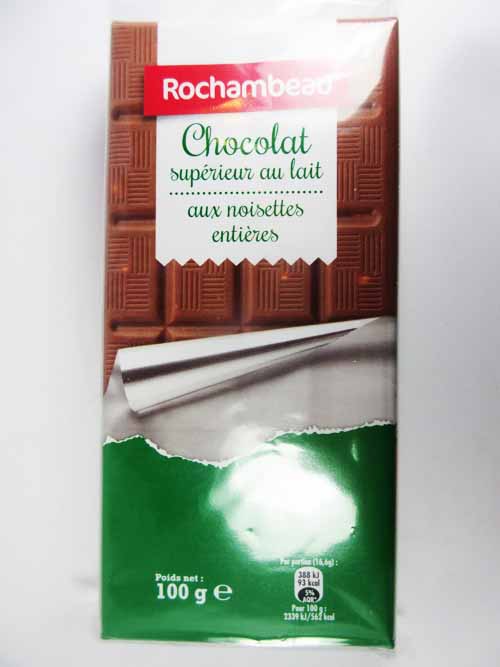 Rochambeau
Chocolat
supérieur au lait
aux noisettes
entières
Poids net :
100 g ℮
Par portion (16,6g) :
388 kJ
93 kcal
5%
AQR*
Pour 100 g :
2339 kJ/562 kcal